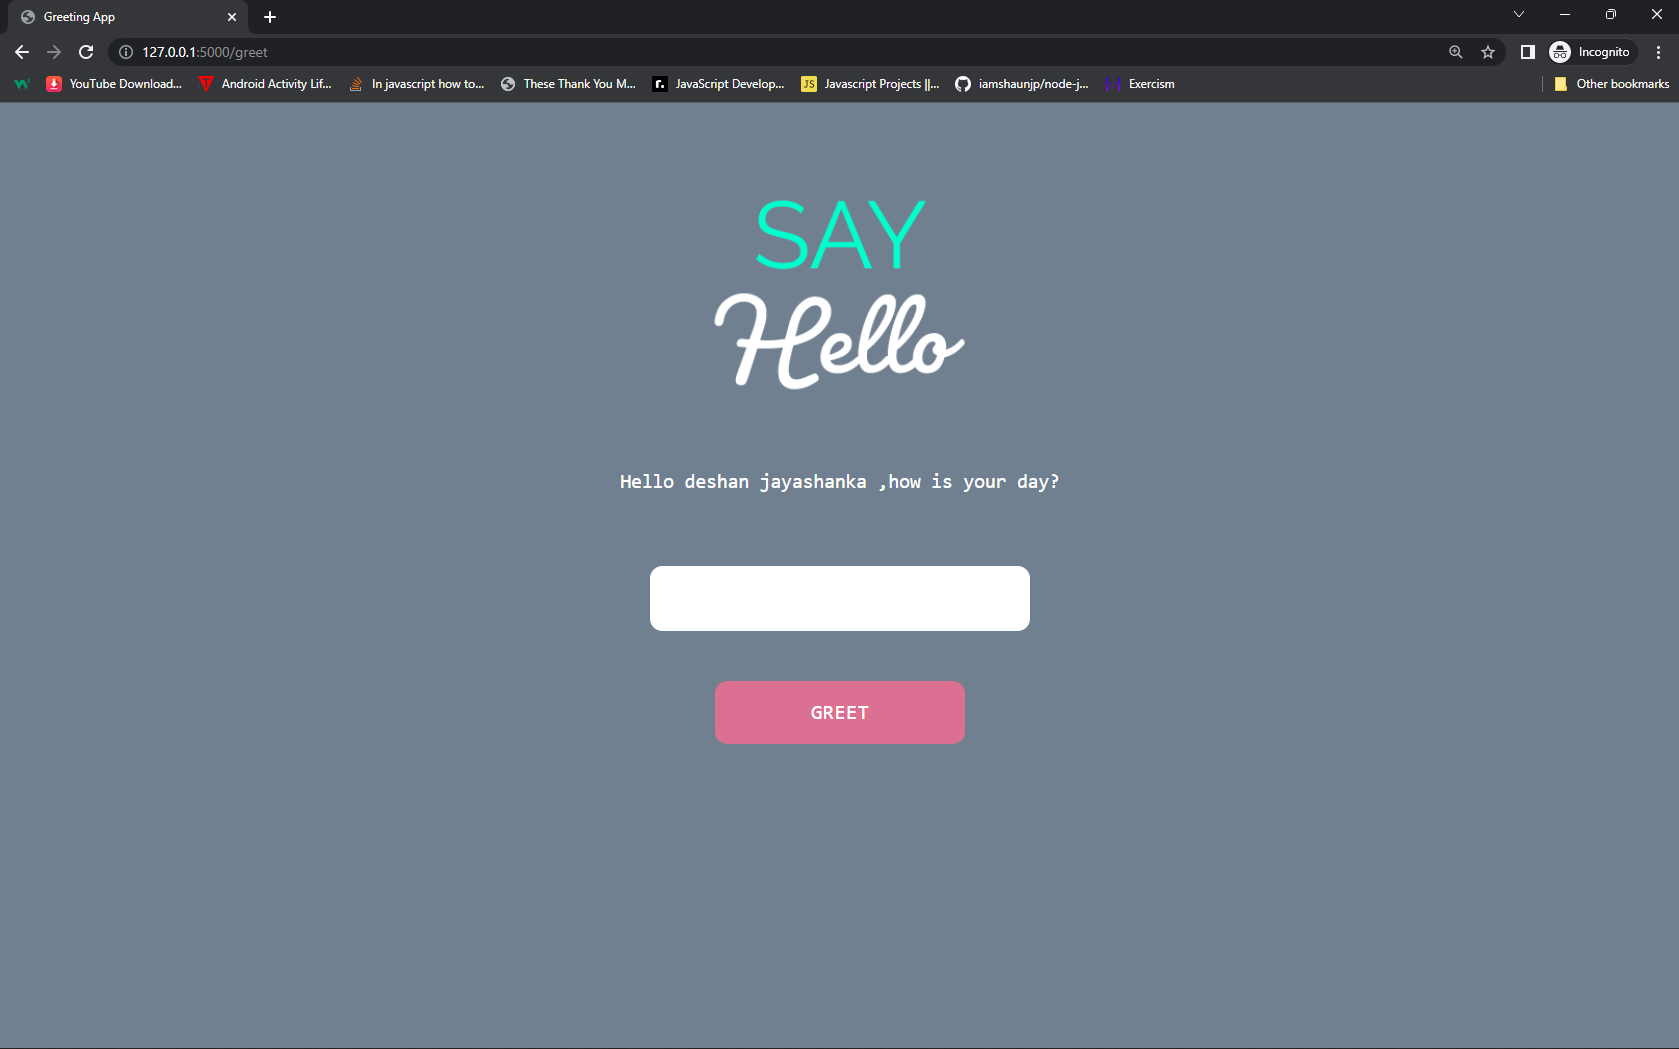 Greeting App
127.0.0.1:5000/greet
Incognito
YouTube Download...
Android Activity Lif...
In javascript how to...
These Thank You M...
r.
JavaScript Develop...
JS
Javascript Projects ||...
iamshaunjp/node-j...
Exercism
Other bookmarks
SAY
Hello
Hello deshan jayashanka ,how is your day?
GREET